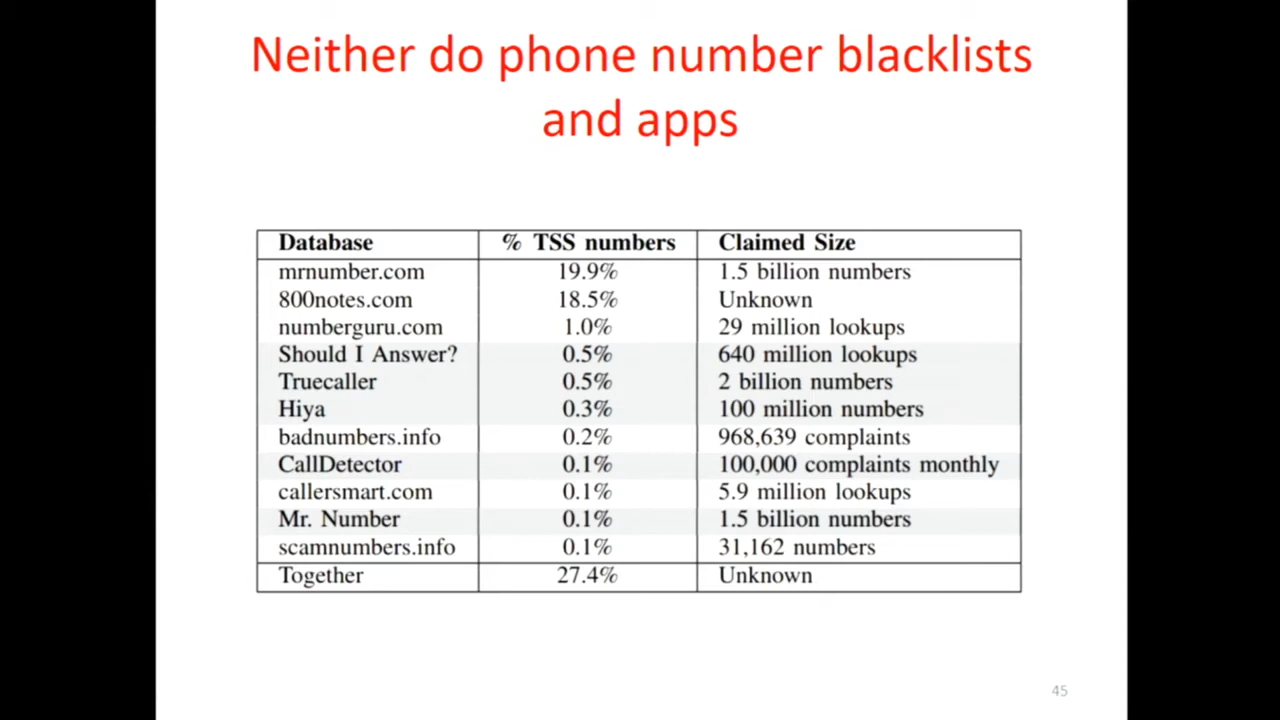 Neither do phone number blacklists
and apps
Database % TSS numbers Claimed Size
mrnumber.com 19.9% 1.5 billion numbers
800notes.com 18.5% Unknown
numberguru.com 1.0% 29 million lookups
Should I Answer? 0.5% 640 million lookups
Truecaller 0.5% 2 billion numbers
Hiya 0.3% 100 million numbers
badnumbers.info 0.2% 968,639 complaints
CallDetector 0.1% 100,000 complaints monthly
callersmart.com 0.1% 5.9 million lookups
Mr. Number 0.1% 1.5 billion numbers
scamnumbers.info 0.1% 31,162 numbers
Together 27.4% Unknown
45